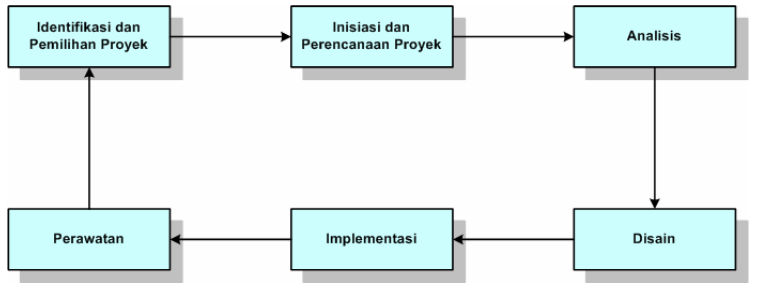 Identifikasi dan
Pemilihan Proyek
Inisiasi dan
Perencanaan Proyek
Analisis
Perawatan
Implementasi
Disain